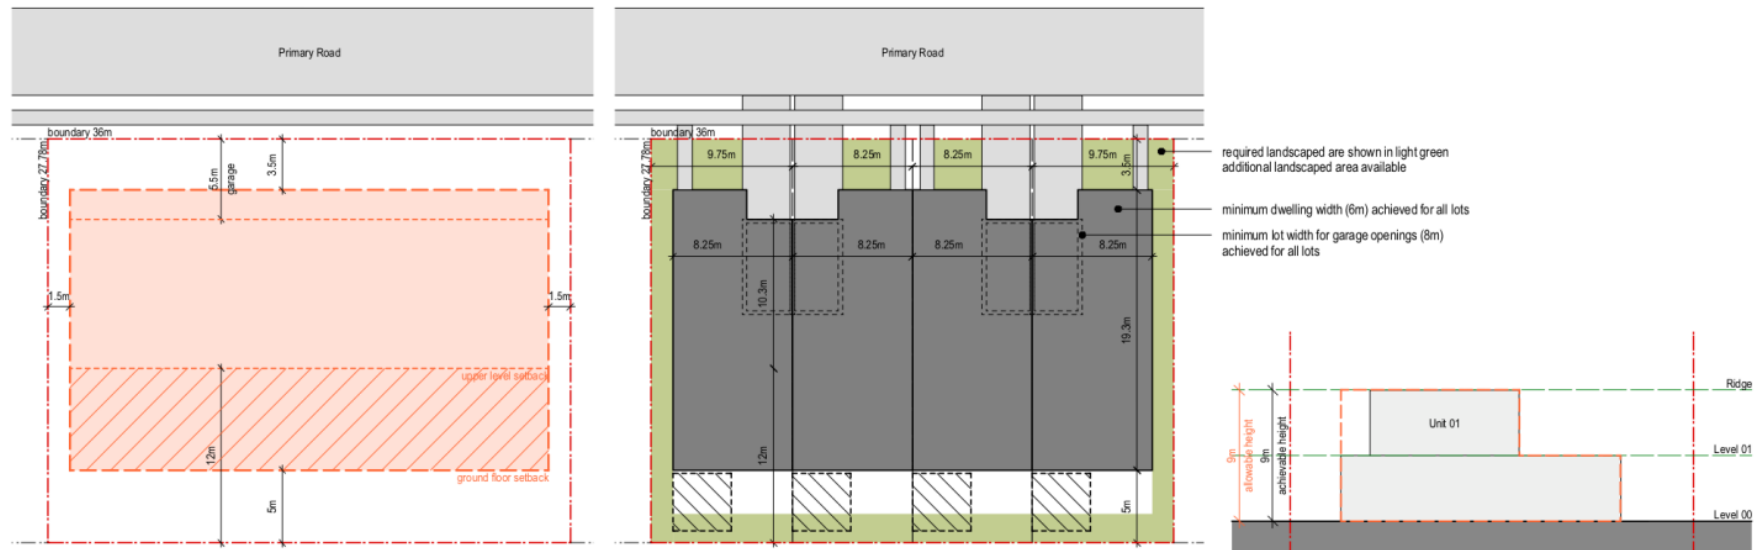 Primary Road
boundary 36m
boundary 27.78m
5.5m
garage
3.5m
1.5m
1.5m
upper level setback
12m
ground floor setback
5m
Primary Road
boundary 36m
boundary 27.78m
9.75m
8.25m
8.25m
9.75m
3.5m
8.25m
8.25m
8.25m
8.25m
10.3m
19.3m
12m
5m
required landscaped are shown in light green
additional landscaped area available
minimum dwelling width (6m) achieved for all lots
minimum lot width for garage openings (8m)
achieved for all lots
Ridge
Unit 01
Level 01
9m
allowable height
9m
achievable height
Level 00